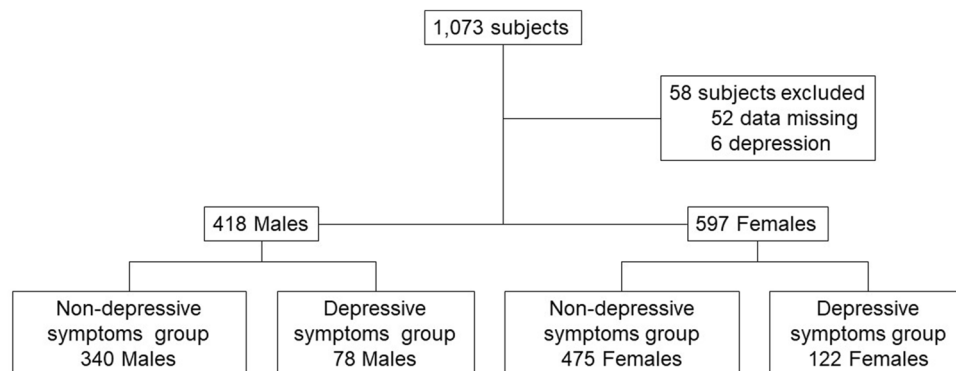 1,073 subjects
58 subjects excluded
52 data missing
6 depression
418 Males
597 Females
Non-depressive
symptoms group
340 Males
Depressive
symptoms group
78 Males
Non-depressive
symptoms group
475 Females
Depressive
symptoms group
122 Females